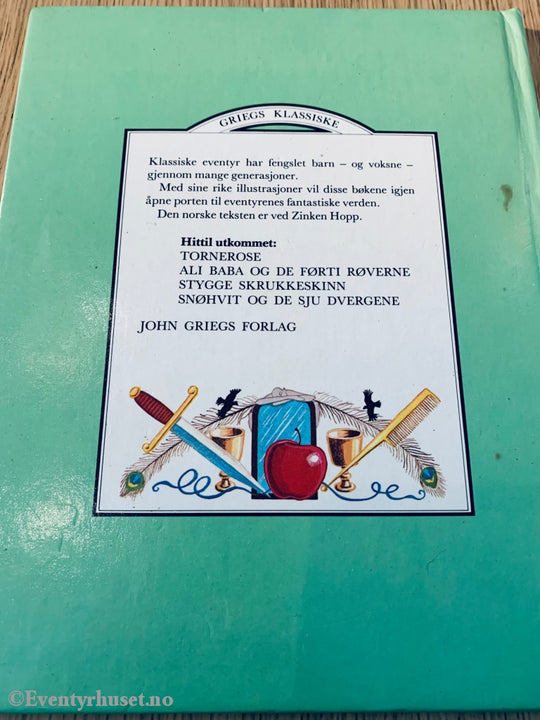 GRIEGS KLASSISKE
Klassiske eventyr har fengslet barn – og voksne –
gjennom mange generasjoner.
Med sine rike illustrasjoner vil disse bøkene igjen
åpne porten til eventyrenes fantastiske verden.
Den norske teksten er ved Zinken Hopp.
Hittil utkommet:
TORNEROSE
ALI BABA OG DE FØRTI RØVERNE
STYGGE SKRUKKESKINN
SNØHVIT OG DE SJU DVERGENE
JOHN GRIEGS FORLAG
©Eventyrhuset.no